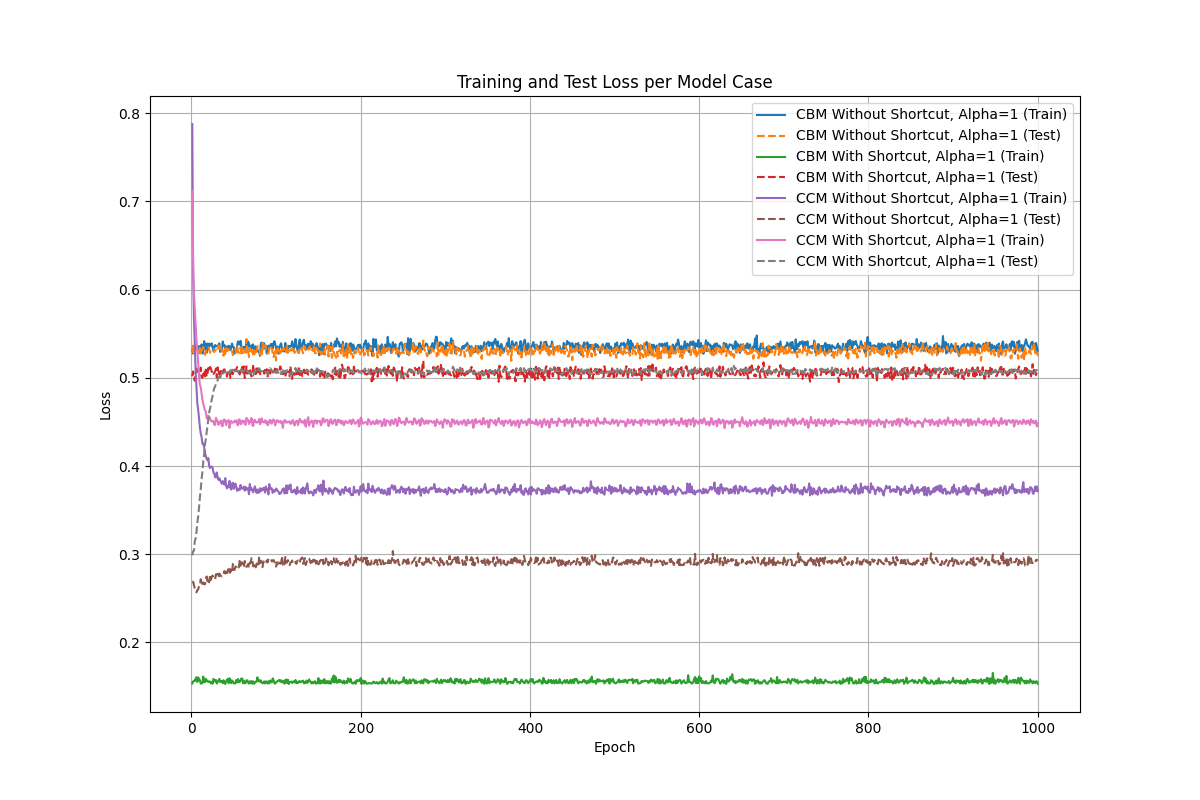 Training and Test Loss per Model Case
CBM Without Shortcut, Alpha=1 (Train)
CBM Without Shortcut, Alpha=1 (Test)
CBM With Shortcut, Alpha=1 (Train)
CBM With Shortcut, Alpha=1 (Test)
CCM Without Shortcut, Alpha=1 (Train)
CCM Without Shortcut, Alpha=1 (Test)
CCM With Shortcut, Alpha=1 (Train)
CCM With Shortcut, Alpha=1 (Test)
0.8
0.7
0.6
0.5
0.4
0.3
0.2
Loss
0
200
400
600
800
1000
Epoch